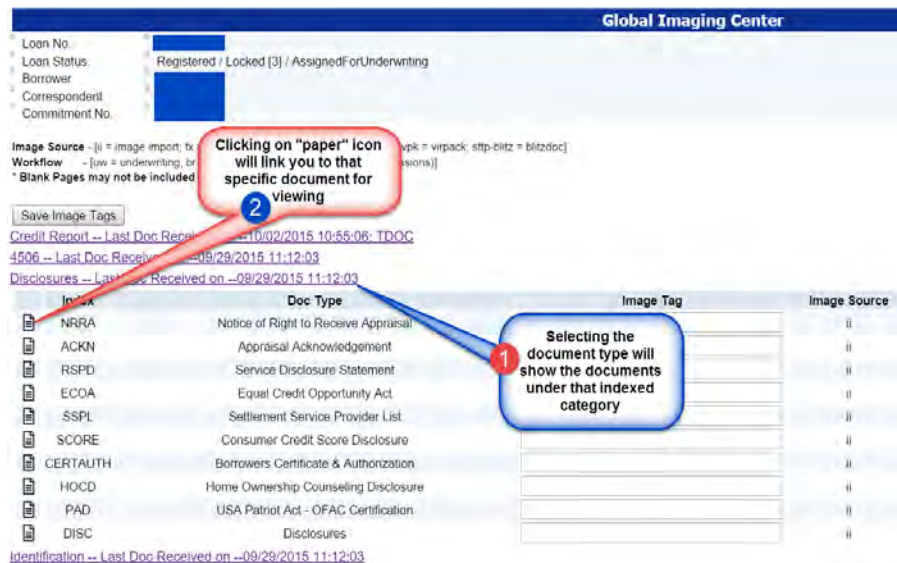 Global Imaging Center
Loan No.
Loan Status Registered / Locked [3] / AssignedForUnderwriting
Borrower
Correspondent
Commitment No.
Image Source - [ii = image import; fx vpk = virpack; sftp-blitz = blitzdoc]
Workflow - [uw = underwriting, br sions)]
* Blank Pages may not be included
Clicking on "paper" icon
will link you to that
specific document for
viewing
2
Save Image Tags
Credit Report -- Last Doc Recei 10/02/2015 10:55:06: TDOC
4506 -- Last Doc Receive --09/29/2015 11:12:03
Disclosures -- Last Doc Received on --09/29/2015 11:12:03
Index Doc Type Image Tag Image Source
NRRA Notice of Right to Receive Appraisal ii
ACKN Appraisal Acknowledgement ii
RSPD Service Disclosure Statement ii
ECOA Equal Credit Opportunity Act ii
SSPL Settlement Service Provider List ii
SCORE Consumer Credit Score Disclosure ii
CERTAUTH Borrowers Certificate & Authorization ii
HOCD Home Ownership Counseling Disclosure ii
PAD USA Patriot Act - OFAC Certification ii
DISC Disclosures ii
1
Selecting the
document type will
show the documents
under that indexed
category
Identification -- Last Doc Received on --09/29/2015 11:12:03